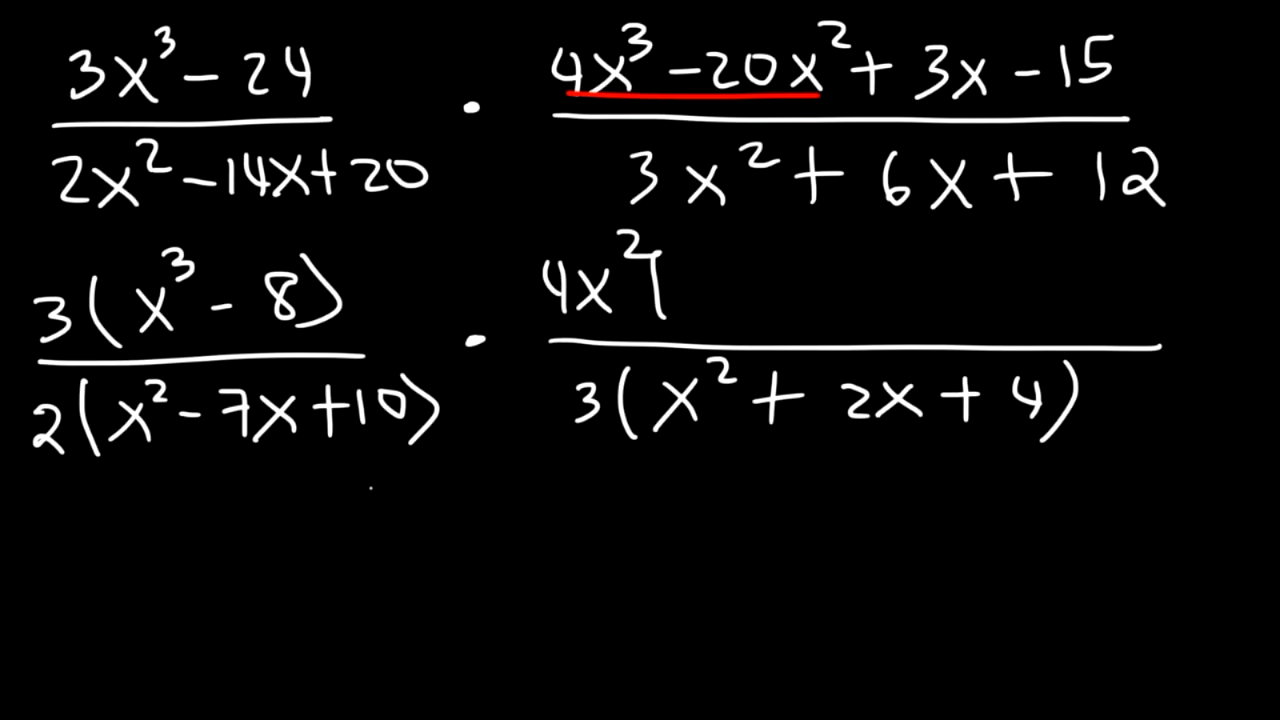 3x³ - 24 · 4x³ - 20x² + 3x - 15
2x² - 14x + 20 3x² + 6x + 12
3(x³ - 8) · 4x²(
2(x² - 7x + 10) 3(x² + 2x + 4)